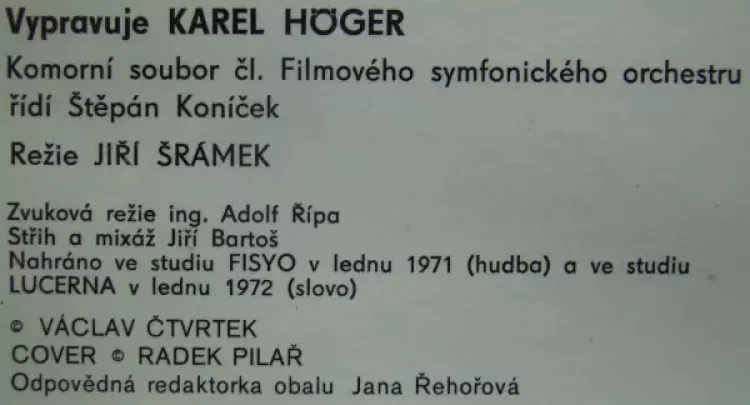 Vypravuje KAREL HÖGER
Komorní soubor čl. Filmového symfonického orchestru
řídí Štěpán Koníček
Režie JIŘÍ ŠRÁMEK
Zvuková režie ing. Adolf Řípa
Střih a mixáž Jiří Bartoš
Nahráno ve studiu FISYO v lednu 1971 (hudba) a ve studiu
LUCERNA v lednu 1972 (slovo)
© VÁCLAV ČTVRTEK
COVER © RADEK PILAŘ
Odpovědná redaktorka obalu Jana Řehořová